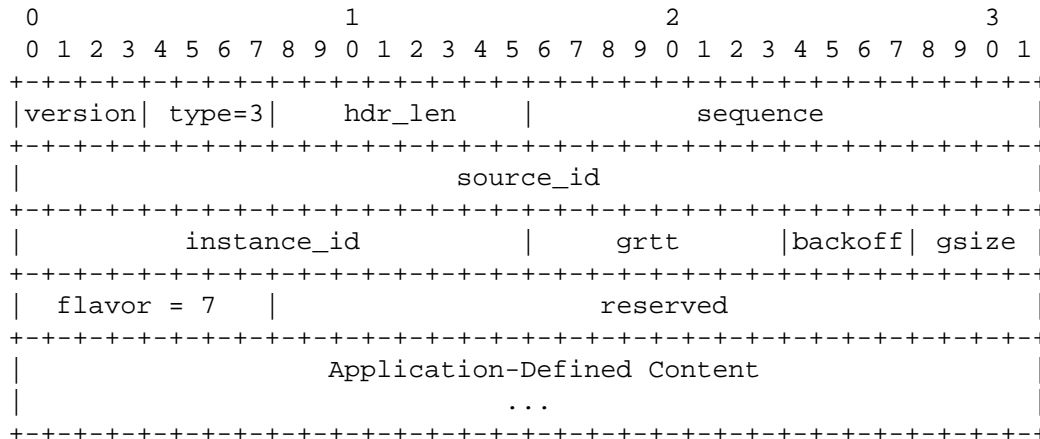 0                   1                   2                   3
 0 1 2 3 4 5 6 7 8 9 0 1 2 3 4 5 6 7 8 9 0 1 2 3 4 5 6 7 8 9 0 1
+-+-+-+-+-+-+-+-+-+-+-+-+-+-+-+-+-+-+-+-+-+-+-+-+-+-+-+-+-+-+-+-+
|version| type=3|    hdr_len    |          sequence             |
+-+-+-+-+-+-+-+-+-+-+-+-+-+-+-+-+-+-+-+-+-+-+-+-+-+-+-+-+-+-+-+-+
|                           source_id                           |
+-+-+-+-+-+-+-+-+-+-+-+-+-+-+-+-+-+-+-+-+-+-+-+-+-+-+-+-+-+-+-+-+
|          instance_id          |     grtt      |backoff| gsize |
+-+-+-+-+-+-+-+-+-+-+-+-+-+-+-+-+-+-+-+-+-+-+-+-+-+-+-+-+-+-+-+-+
|  flavor = 7   |                    reserved                   |
+-+-+-+-+-+-+-+-+-+-+-+-+-+-+-+-+-+-+-+-+-+-+-+-+-+-+-+-+-+-+-+-+
|                   Application-Defined Content                 |
|                              ...                              |
+-+-+-+-+-+-+-+-+-+-+-+-+-+-+-+-+-+-+-+-+-+-+-+-+-+-+-+-+-+-+-+-+